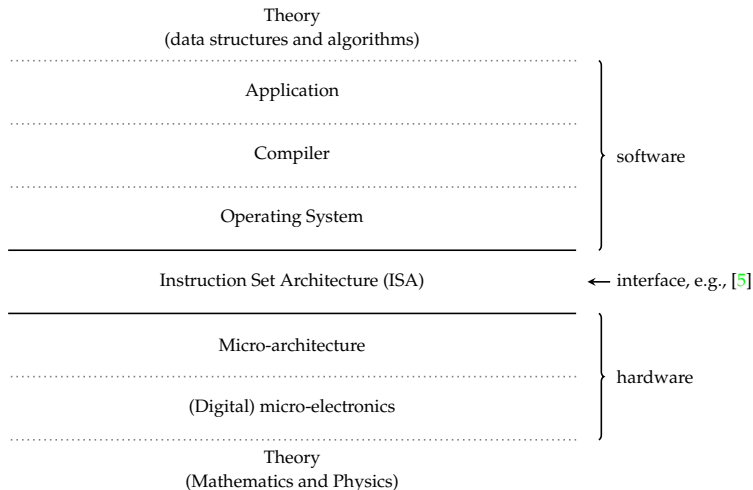 Theory
(data structures and algorithms)
Application
Compiler
software
Operating System
Instruction Set Architecture (ISA)
interface, e.g., [5]
Micro-architecture
hardware
(Digital) micro-electronics
Theory
(Mathematics and Physics)